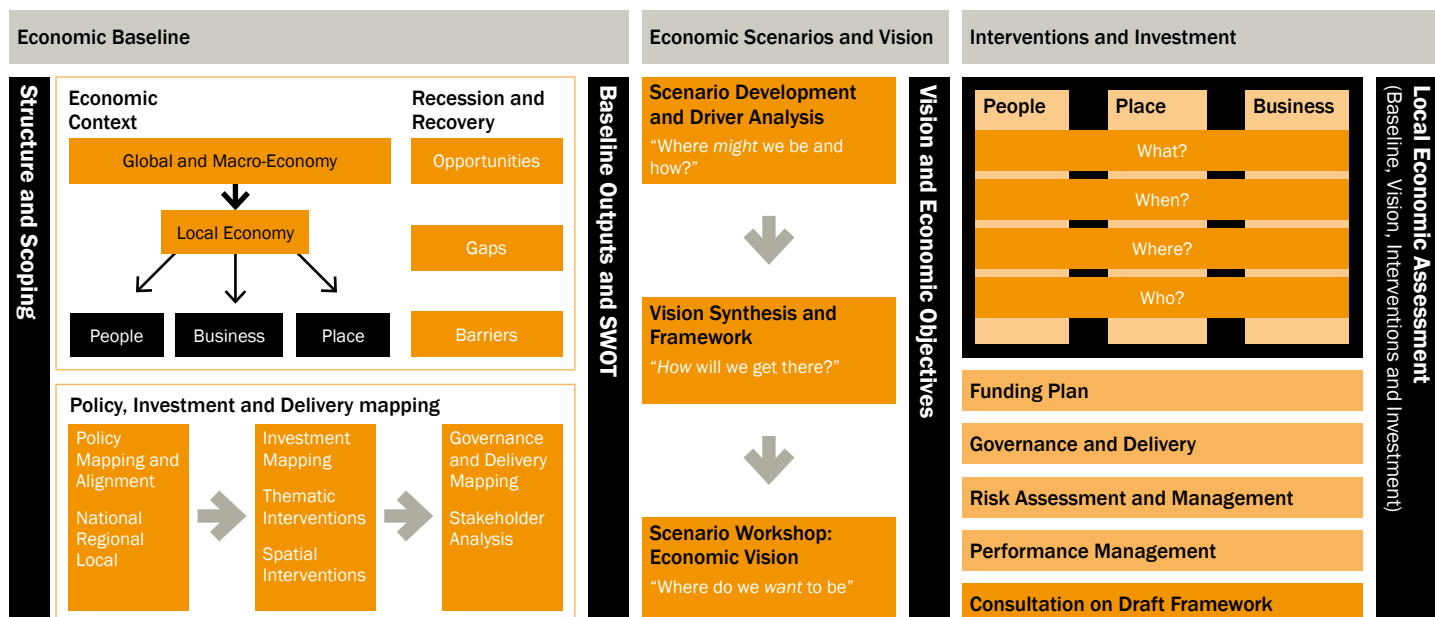 Economic Baseline
Structure and Scoping
Economic
Context
Global and Macro-Economy
Local Economy
People
Business
Place
Recession and
Recovery
Opportunities
Gaps
Barriers
Policy, Investment and Delivery mapping
Policy
Mapping and
Alignment
National
Regional
Local
Investment
Mapping
Thematic
Interventions
Spatial
Interventions
Governance
and Delivery
Mapping
Stakeholder
Analysis
Baseline Outputs and SWOT
Economic Scenarios and Vision
Scenario Development
and Driver Analysis
“Where might we be and
how?”
Vision Synthesis and
Framework
“How will we get there?”
Scenario Workshop:
Economic Vision
“Where do we want to be”
Vision and Economic Objectives
Interventions and Investment
People
Place
Business
What?
When?
Where?
Who?
Funding Plan
Governance and Delivery
Risk Assessment and Management
Performance Management
Consultation on Draft Framework
Local Economic Assessment
(Baseline, Vision, Interventions and Investment)